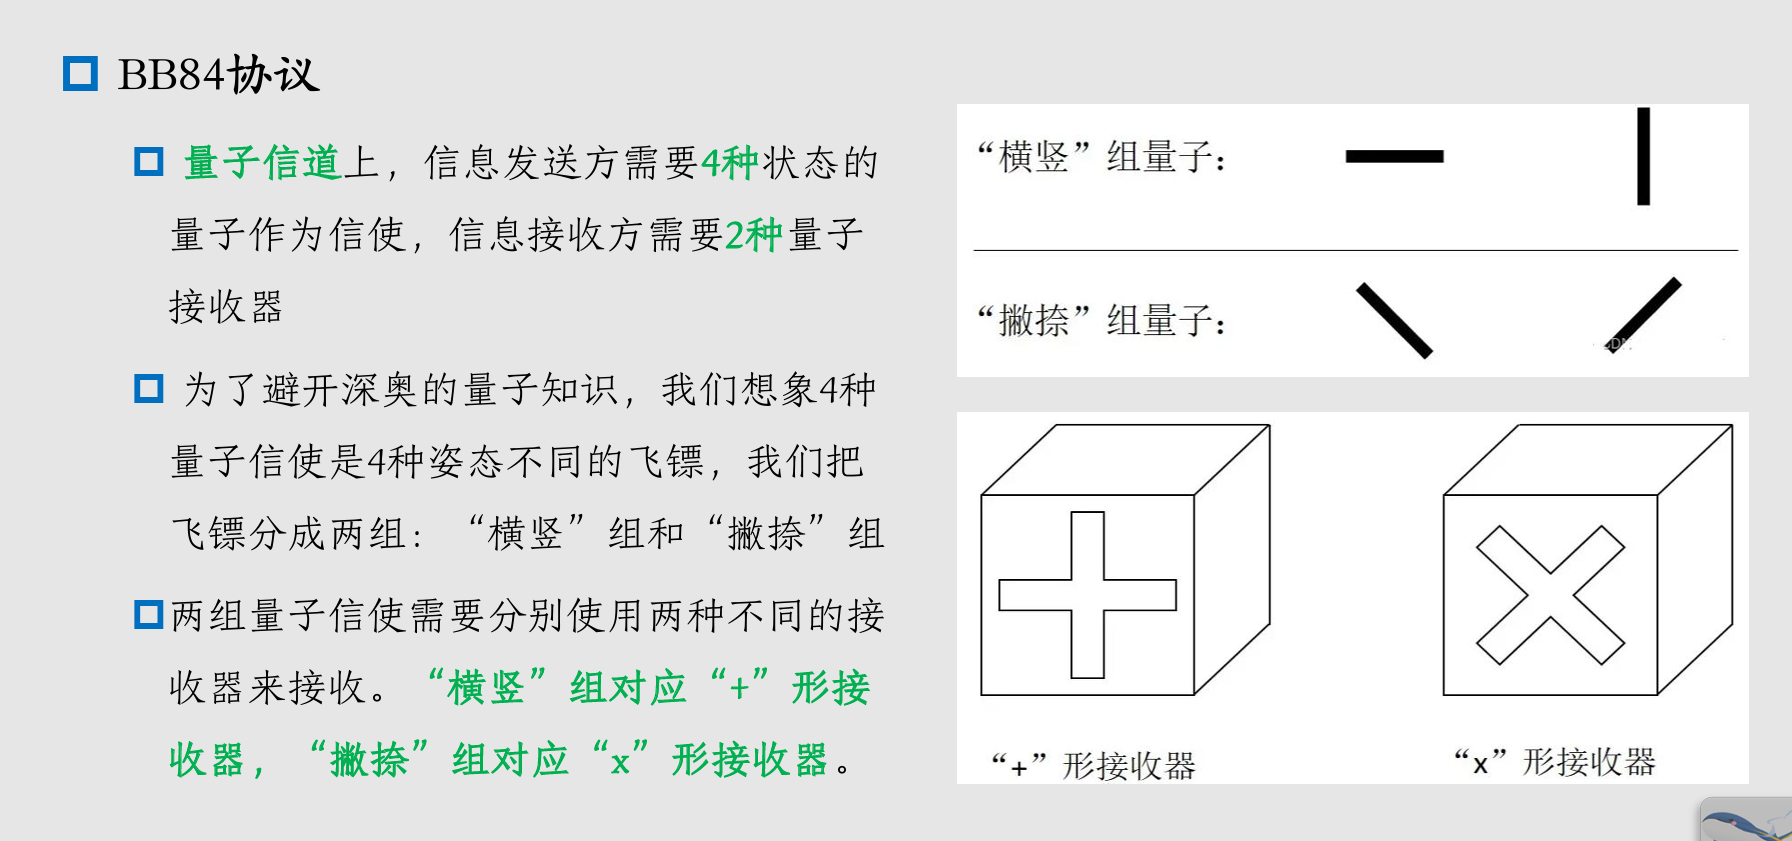 BB84协议
量子信道上，信息发送方需要4种状态的
量子作为信使，信息接收方需要2种量子
接收器
为了避开深奥的量子知识，我们想象4种
量子信使是4种姿态不同的飞镖，我们把
飞镖分成两组：“横竖”组和“撇捺”组
两组量子信使需要分别使用两种不同的接
收器来接收。“横竖”组对应“+”形接
收器，“撇捺”组对应“x”形接收器。
“横竖”组量子：
“撇捺”组量子：
“+”形接收器
“x”形接收器